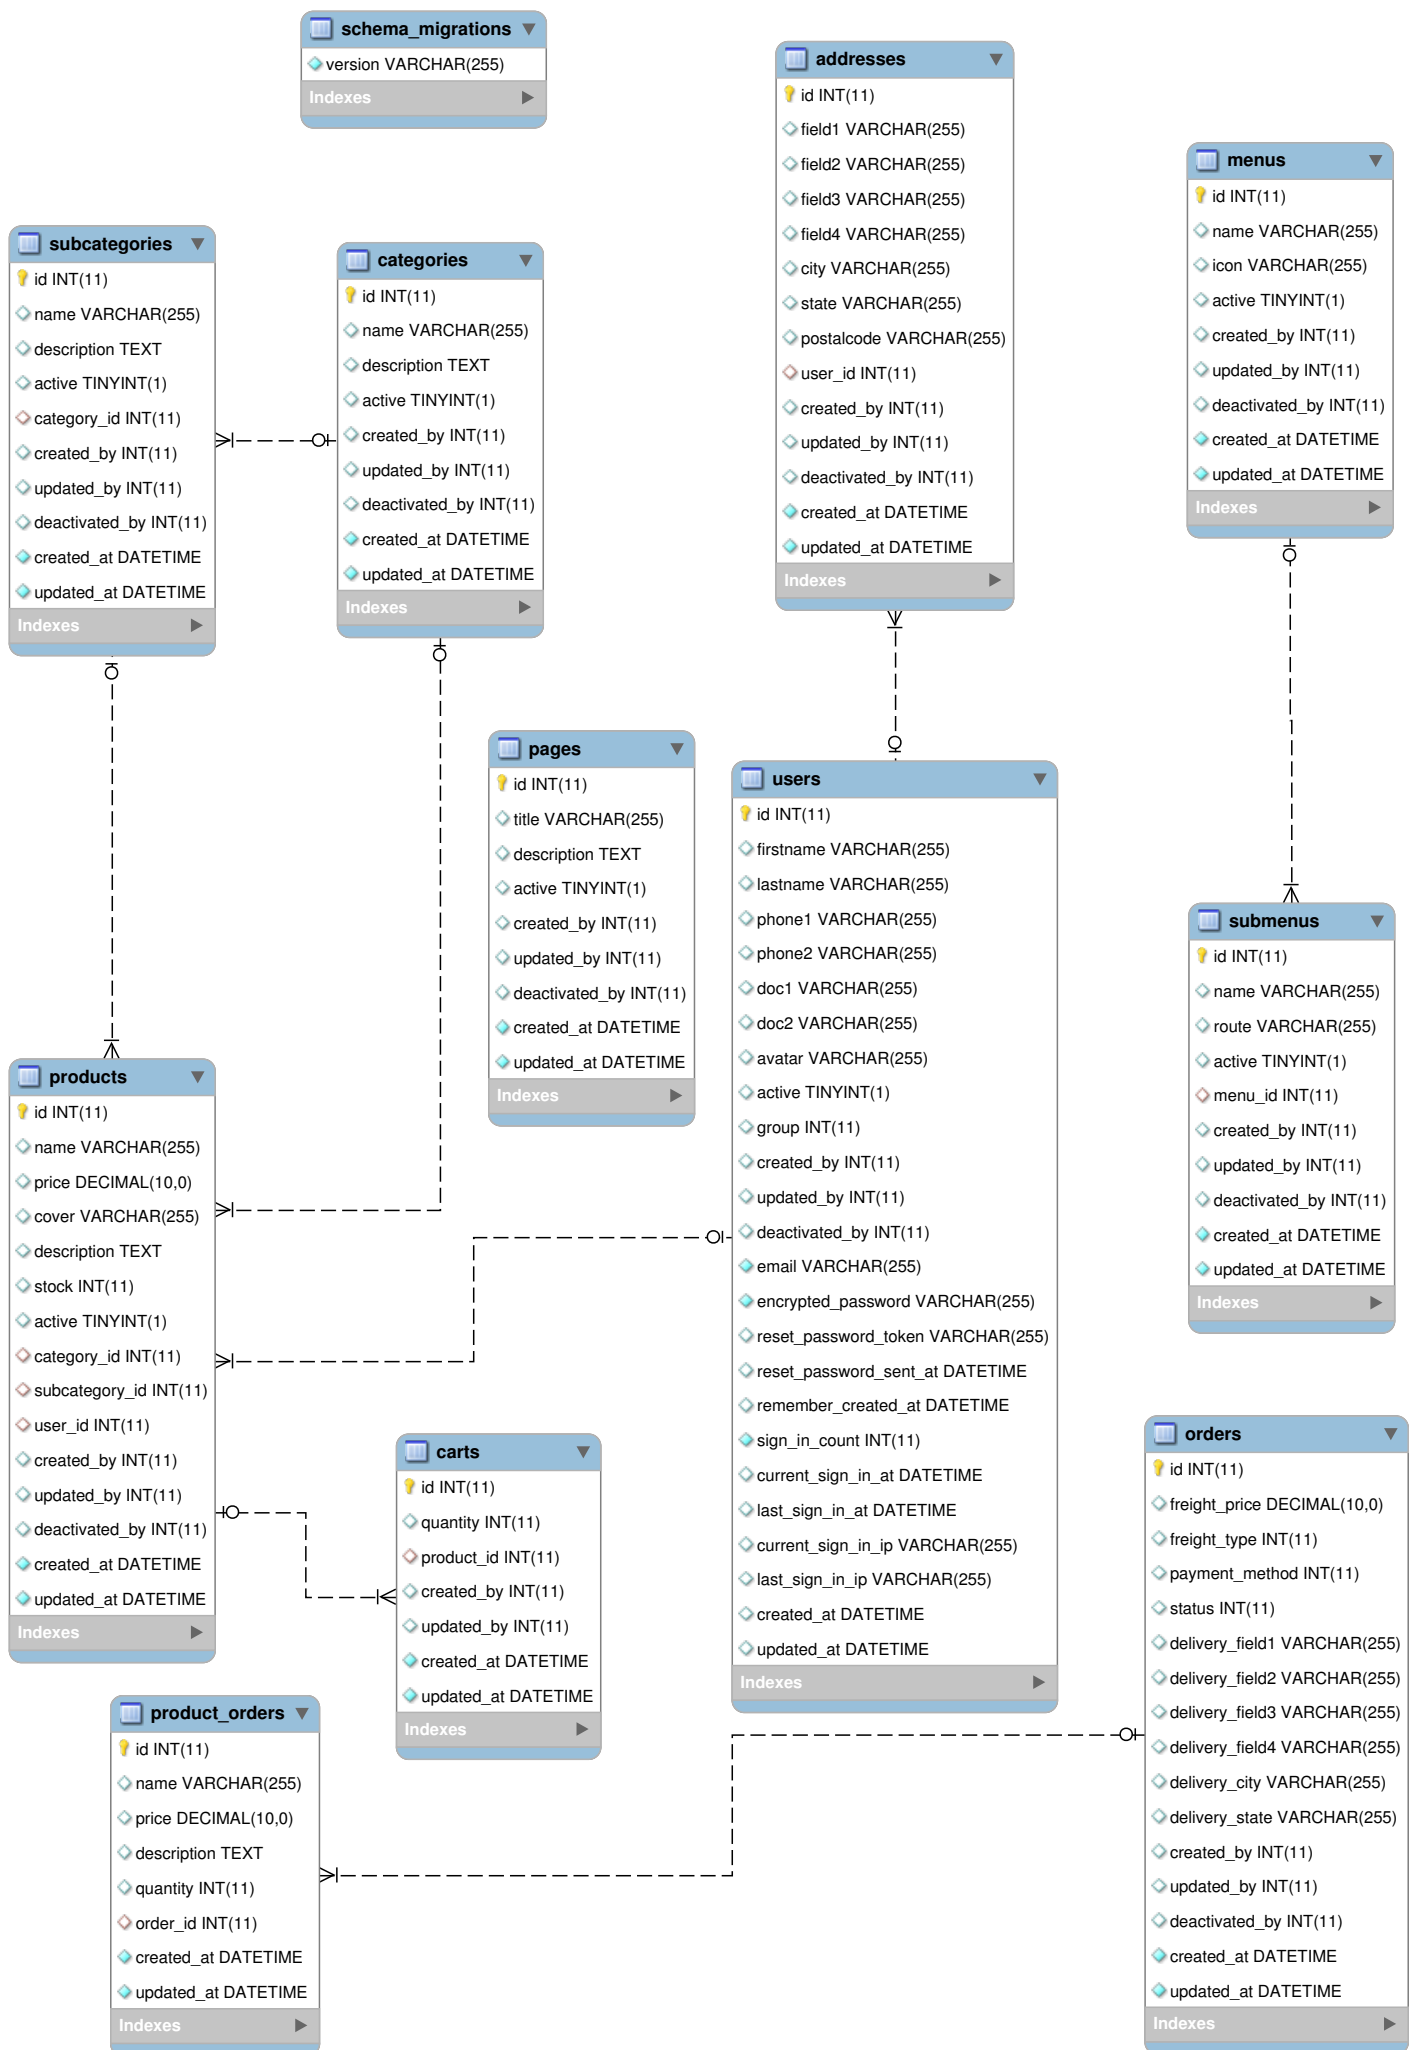 schema_migrations
version VARCHAR(255)
Indexes
addresses
id INT(11)
field1 VARCHAR(255)
field2 VARCHAR(255)
field3 VARCHAR(255)
field4 VARCHAR(255)
city VARCHAR(255)
state VARCHAR(255)
postalcode VARCHAR(255)
user_id INT(11)
created_by INT(11)
updated_by INT(11)
deactivated_by INT(11)
created_at DATETIME
updated_at DATETIME
Indexes
menus
id INT(11)
name VARCHAR(255)
icon VARCHAR(255)
active TINYINT(1)
created_by INT(11)
updated_by INT(11)
deactivated_by INT(11)
created_at DATETIME
updated_at DATETIME
Indexes
subcategories
id INT(11)
name VARCHAR(255)
description TEXT
active TINYINT(1)
category_id INT(11)
created_by INT(11)
updated_by INT(11)
deactivated_by INT(11)
created_at DATETIME
updated_at DATETIME
Indexes
categories
id INT(11)
name VARCHAR(255)
description TEXT
active TINYINT(1)
created_by INT(11)
updated_by INT(11)
deactivated_by INT(11)
created_at DATETIME
updated_at DATETIME
Indexes
pages
id INT(11)
title VARCHAR(255)
description TEXT
active TINYINT(1)
created_by INT(11)
updated_by INT(11)
deactivated_by INT(11)
created_at DATETIME
updated_at DATETIME
Indexes
users
id INT(11)
firstname VARCHAR(255)
lastname VARCHAR(255)
phone1 VARCHAR(255)
phone2 VARCHAR(255)
doc1 VARCHAR(255)
doc2 VARCHAR(255)
avatar VARCHAR(255)
active TINYINT(1)
group INT(11)
created_by INT(11)
updated_by INT(11)
deactivated_by INT(11)
email VARCHAR(255)
encrypted_password VARCHAR(255)
reset_password_token VARCHAR(255)
reset_password_sent_at DATETIME
remember_created_at DATETIME
sign_in_count INT(11)
current_sign_in_at DATETIME
last_sign_in_at DATETIME
current_sign_in_ip VARCHAR(255)
last_sign_in_ip VARCHAR(255)
created_at DATETIME
updated_at DATETIME
Indexes
submenus
id INT(11)
name VARCHAR(255)
route VARCHAR(255)
active TINYINT(1)
menu_id INT(11)
created_by INT(11)
updated_by INT(11)
deactivated_by INT(11)
created_at DATETIME
updated_at DATETIME
Indexes
products
id INT(11)
name VARCHAR(255)
price DECIMAL(10,0)
cover VARCHAR(255)
description TEXT
stock INT(11)
active TINYINT(1)
category_id INT(11)
subcategory_id INT(11)
user_id INT(11)
created_by INT(11)
updated_by INT(11)
deactivated_by INT(11)
created_at DATETIME
updated_at DATETIME
Indexes
carts
id INT(11)
quantity INT(11)
product_id INT(11)
created_by INT(11)
updated_by INT(11)
created_at DATETIME
updated_at DATETIME
Indexes
orders
id INT(11)
freight_price DECIMAL(10,0)
freight_type INT(11)
payment_method INT(11)
status INT(11)
delivery_field1 VARCHAR(255)
delivery_field2 VARCHAR(255)
delivery_field3 VARCHAR(255)
delivery_field4 VARCHAR(255)
delivery_city VARCHAR(255)
delivery_state VARCHAR(255)
created_by INT(11)
updated_by INT(11)
deactivated_by INT(11)
created_at DATETIME
updated_at DATETIME
Indexes
product_orders
id INT(11)
name VARCHAR(255)
price DECIMAL(10,0)
description TEXT
quantity INT(11)
order_id INT(11)
created_at DATETIME
updated_at DATETIME
Indexes